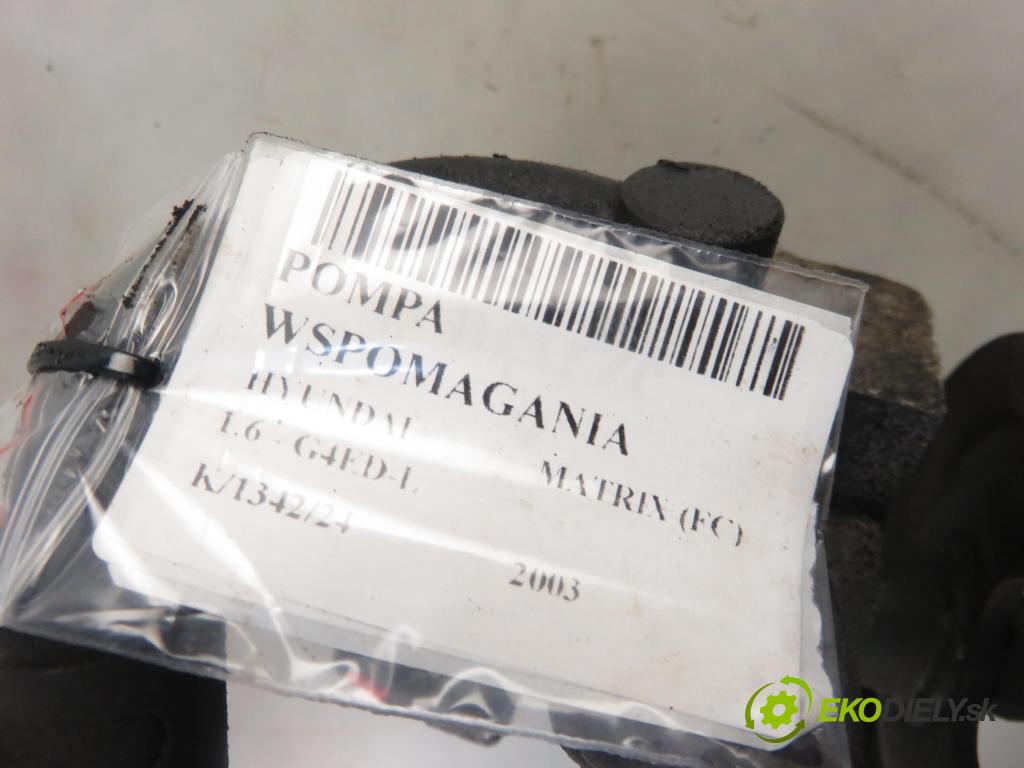 POMPA
WSPOMAGANIA
HYUNDAI MATRIX (FC)
1.6 - G4ED-L
K/1342/24 2003
EKODIELY.sk